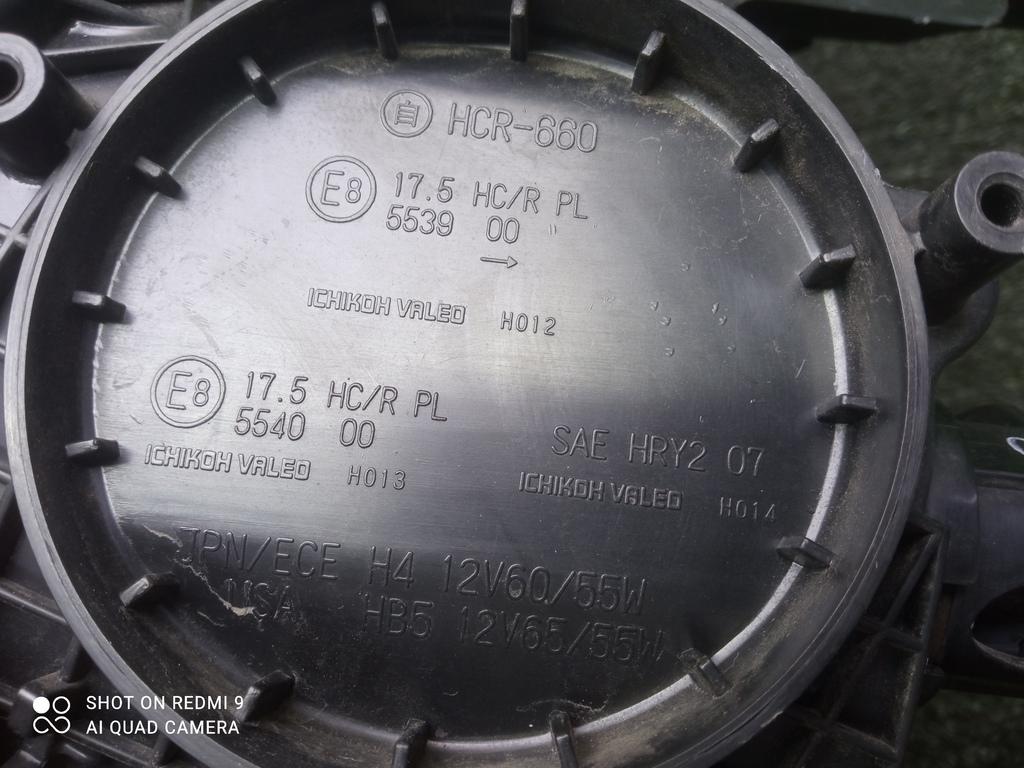 自 HCR-660
E8 17.5 HC/R PL
5539 00
→
ICHIKOH VALEO H012
E8 17.5 HC/R PL
5540 00
ICHIKOH VALEO H013
SAE HRY2 07
ICHIKOH VALEO H014
JPN/ECE H4 12V60/55W
USA HB5 12V65/55W
SHOT ON REDMI 9
AI QUAD CAMERA